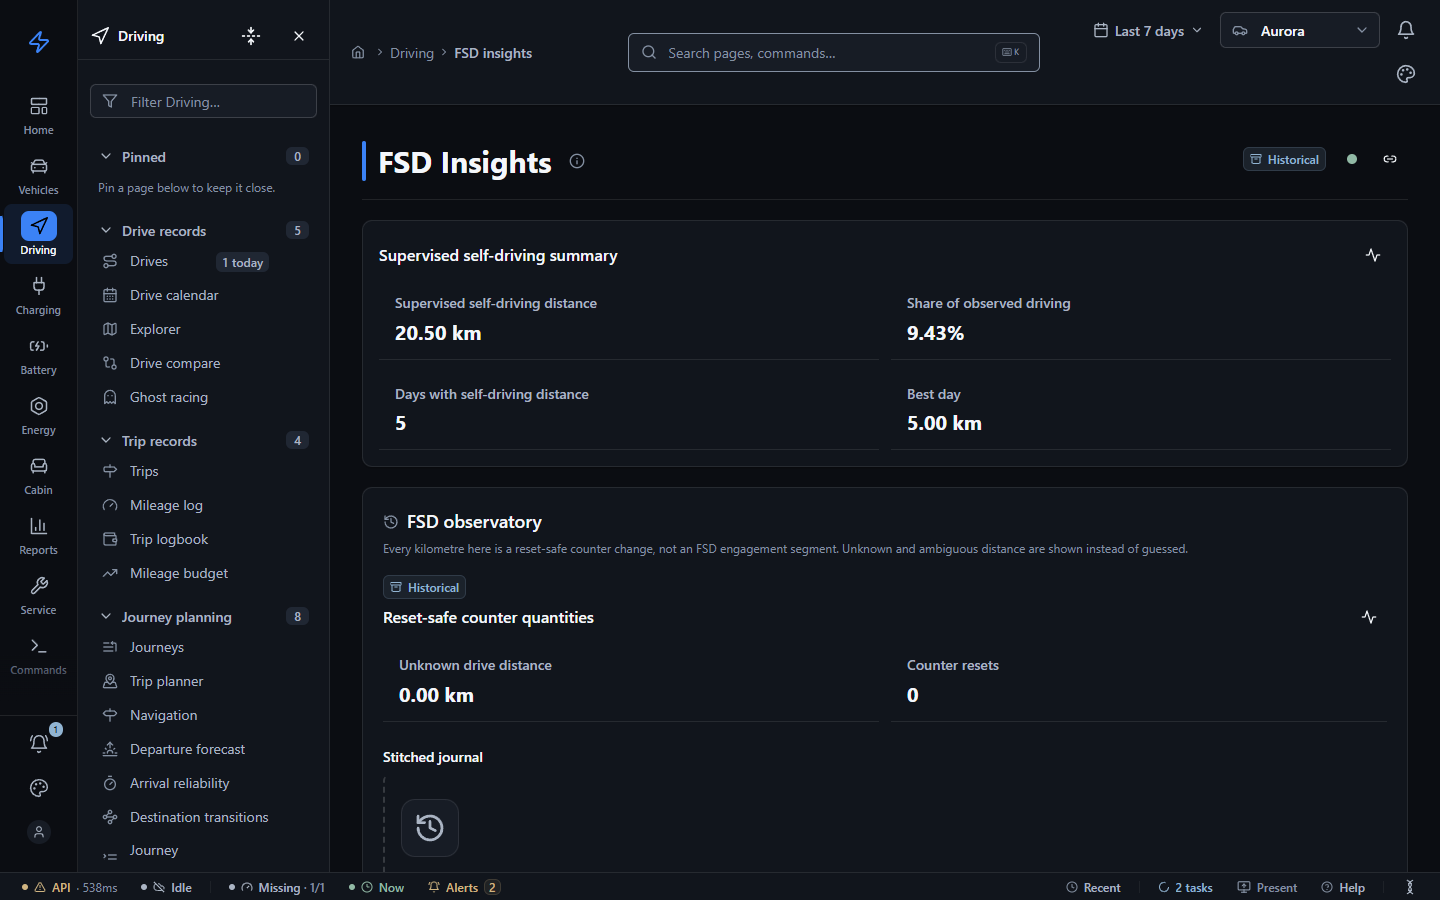 Home
Vehicles
Driving
Charging
Battery
Energy
Cabin
Reports
Service
Commands
1
Driving
Filter Driving...
Pinned 0
Pin a page below to keep it close.
Drive records 5
Drives 1 today
Drive calendar
Explorer
Drive compare
Ghost racing
Trip records 4
Trips
Mileage log
Trip logbook
Mileage budget
Journey planning 8
Journeys
Trip planner
Navigation
Departure forecast
Arrival reliability
Destination transitions
Journey
Driving FSD insights
Search pages, commands... K
Last 7 days
Aurora
FSD Insights
Historical
Supervised self-driving summary
Supervised self-driving distance
20.50 km
Share of observed driving
9.43%
Days with self-driving distance
5
Best day
5.00 km
FSD observatory
Every kilometre here is a reset-safe counter change, not an FSD engagement segment. Unknown and ambiguous distance are shown instead of guessed.
Historical
Reset-safe counter quantities
Unknown drive distance
0.00 km
Counter resets
0
Stitched journal
API · 538ms
Idle
Missing · 1/1
Now
Alerts 2
Recent
2 tasks
Present
Help